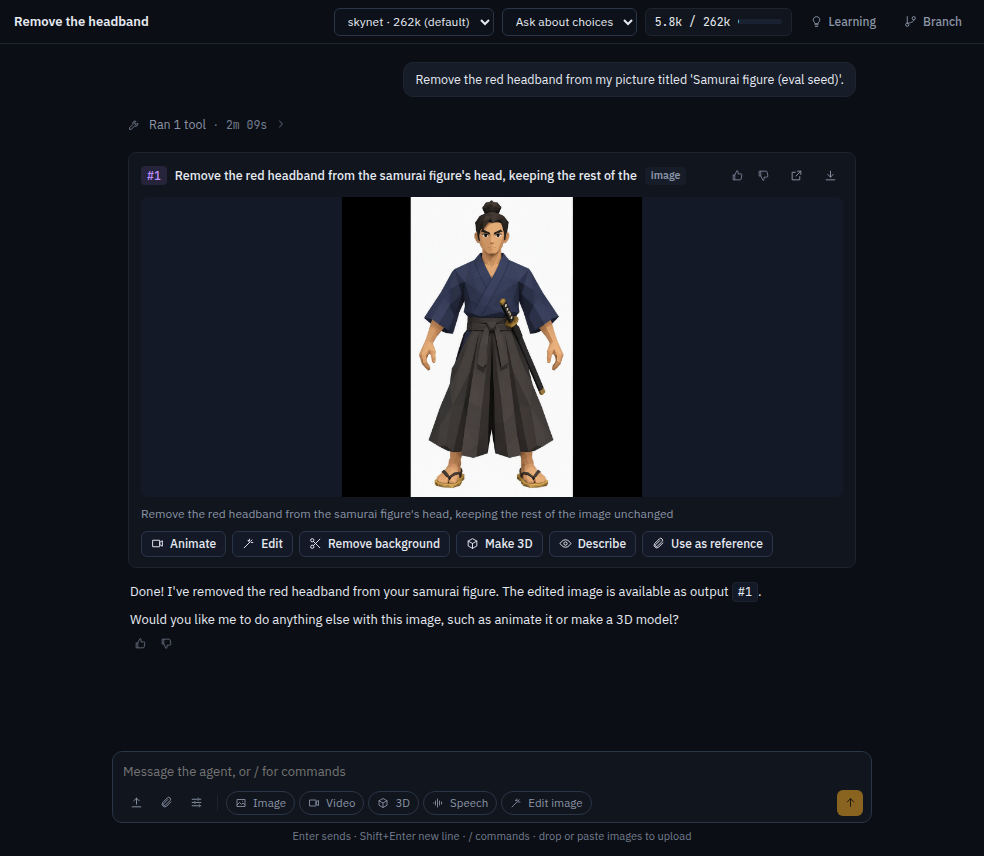 Remove the headband
skynet · 262k (default)
Ask about choices
5.8k / 262k
Learning
Branch
Remove the red headband from my picture titled 'Samurai figure (eval seed)'.
Ran 1 tool · 2m 09s
#1 Remove the red headband from the samurai figure's head, keeping the rest of the image
Remove the red headband from the samurai figure's head, keeping the rest of the image unchanged
Animate
Edit
Remove background
Make 3D
Describe
Use as reference
Done! I've removed the red headband from your samurai figure. The edited image is available as output #1.
Would you like me to do anything else with this image, such as animate it or make a 3D model?
Message the agent, or / for commands
Image
Video
3D
Speech
Edit image
Enter sends · Shift+Enter new line · / commands · drop or paste images to upload